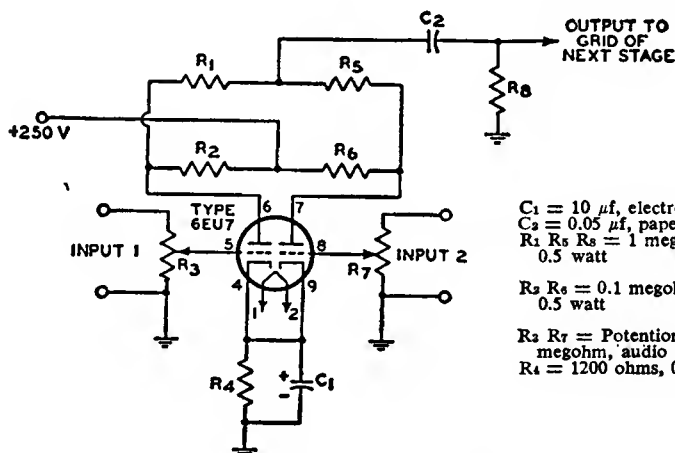 C2
OUTPUT TO
GRID OF
NEXT STAGE
R1
R5
R8
+250 V
R2
R6
TYPE
6EU7
6
7
INPUT 1
R3
5
8
R7
INPUT 2
4
1
2
9
R4
+
-
C1
C₁ = 10 μf, electro
C₂ = 0.05 μf, pape
R₁ R₅ R₈ = 1 meg
0.5 watt
R₂ R₆ = 0.1 megoh
0.5 watt
R₃ R₇ = Potention
megohm, audio
R₄ = 1200 ohms, 0